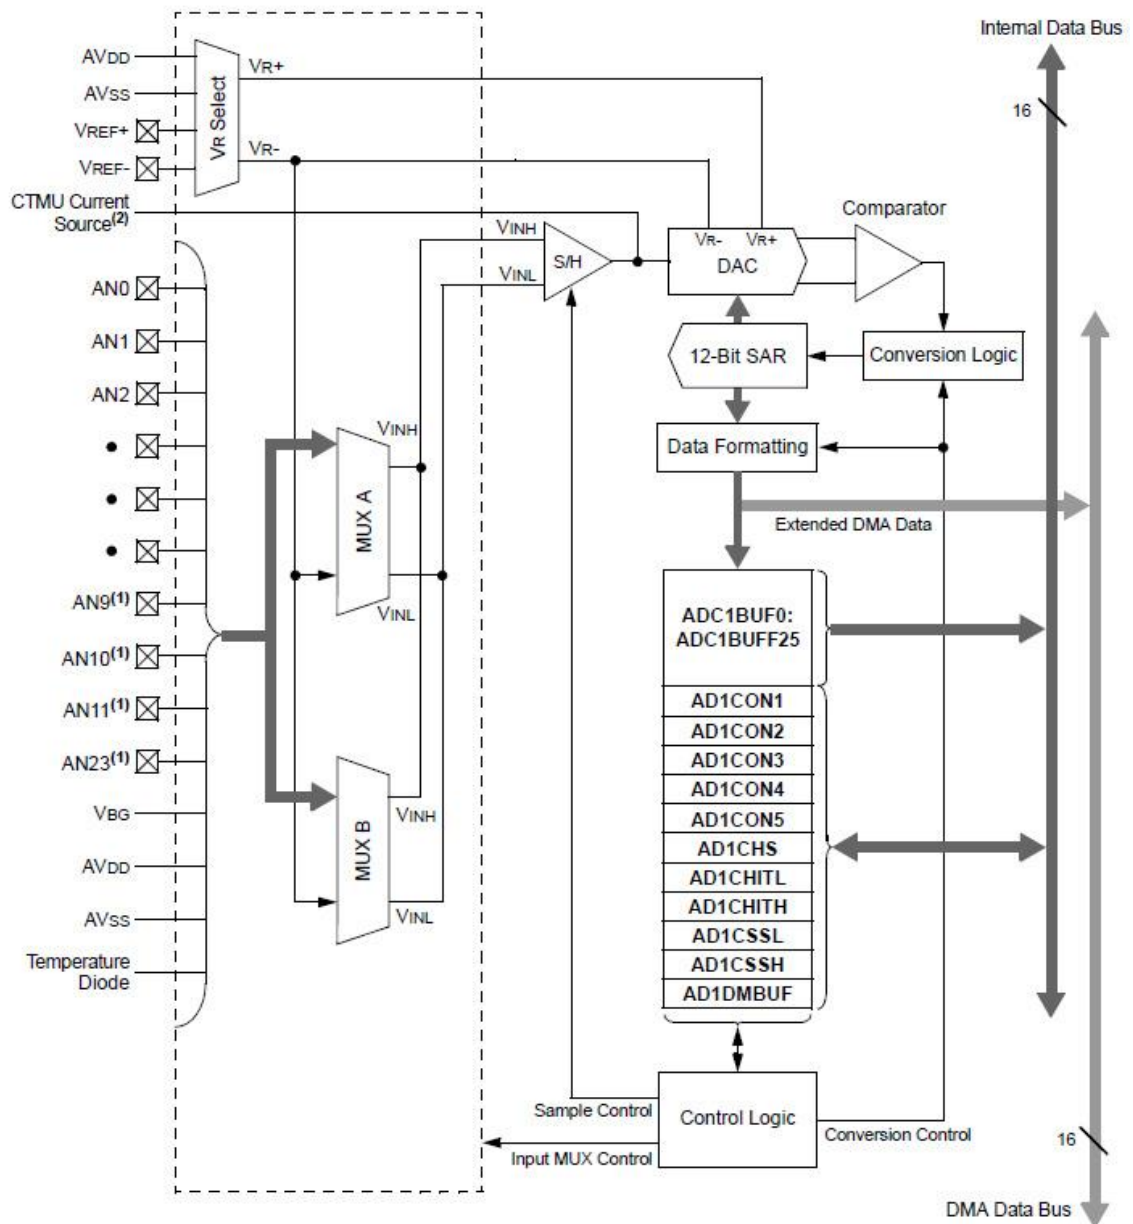 Internal Data Bus
AVDD
VR+
AVSS
16
VR Select
VREF+
VR-
VREF-
CTMU Current
Source(2)
Comparator
VINH
VR- VR+
S/H
DAC
VINL
AN0
AN1
12-Bit SAR
Conversion Logic
AN2
VINH
Data Formatting
MUX A
Extended DMA Data
AN9(1)
VINL
ADC1BUF0:
ADC1BUFF25
AN10(1)
AN11(1)
AD1CON1
AD1CON2
AN23(1)
AD1CON3
AD1CON4
VBG
VINH
AD1CON5
MUX B
AD1CHS
AVDD
AD1CHITL
AD1CHITH
AVSS
VINL
AD1CSSL
Temperature
Diode
AD1CSSH
AD1DMBUF
Sample Control
Control Logic
Conversion Control
Input MUX Control
16
DMA Data Bus